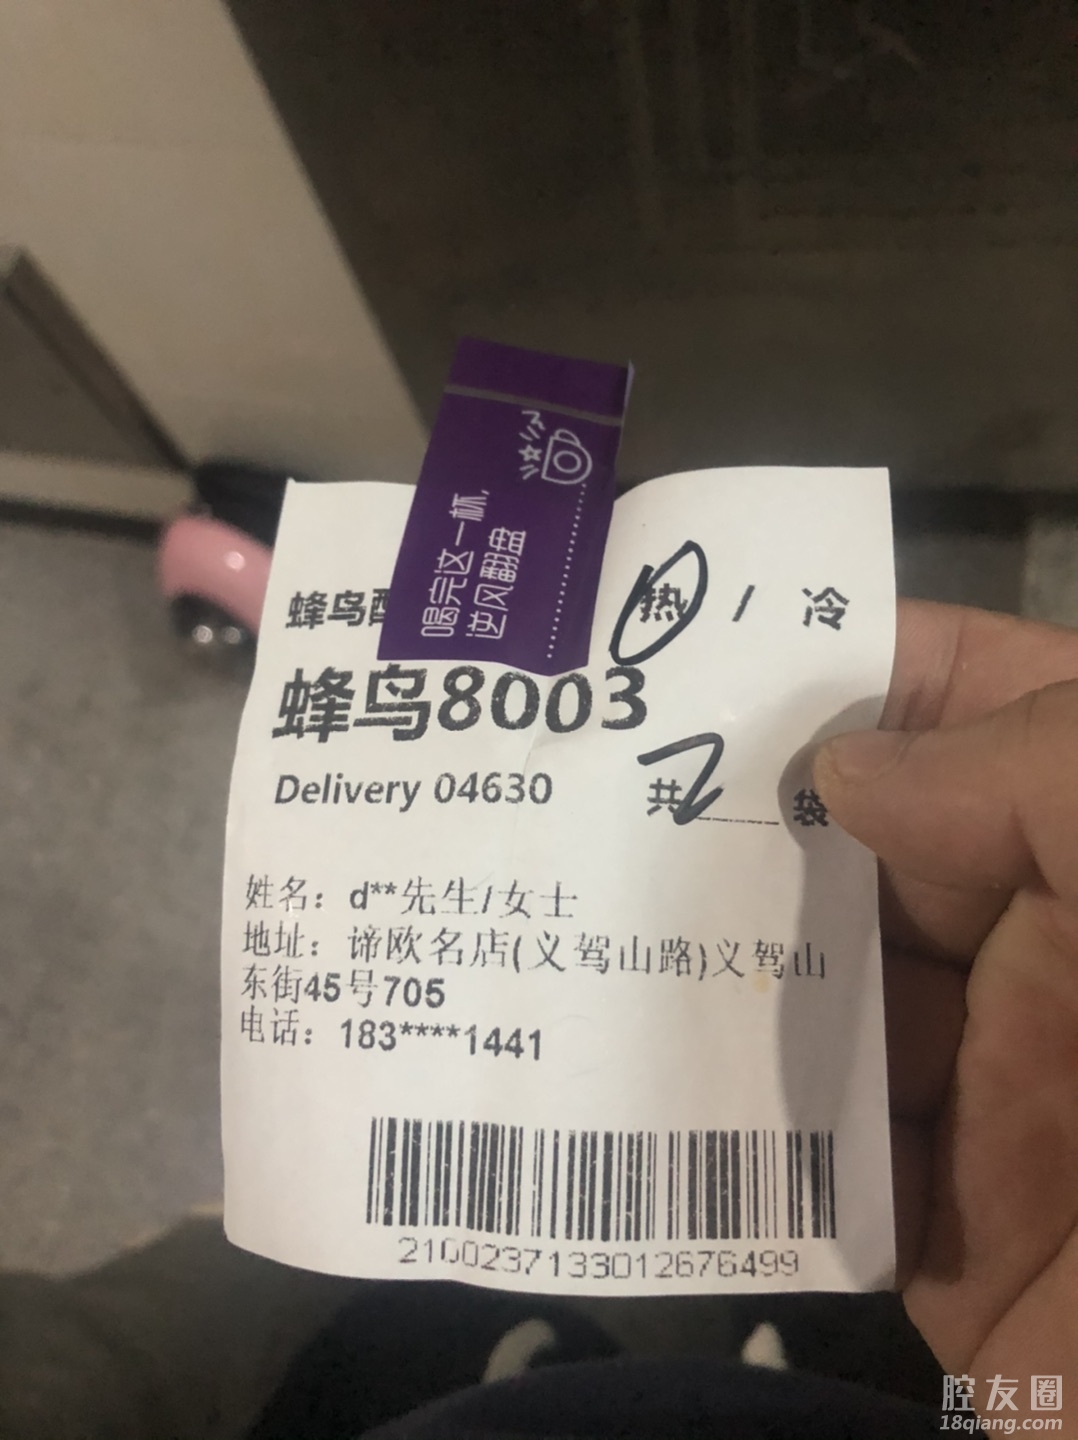 喝完这一杯,
逆风翻盘
蜂鸟 热 / 冷
蜂鸟8003
Delivery 04630
共 2 袋
姓名: d**先生/女士
地址: 谛欧名店(义驾山路)义驾山
东街45号705
电话: 183****1441
2100237133012676499
腔友圈
18qiang.com